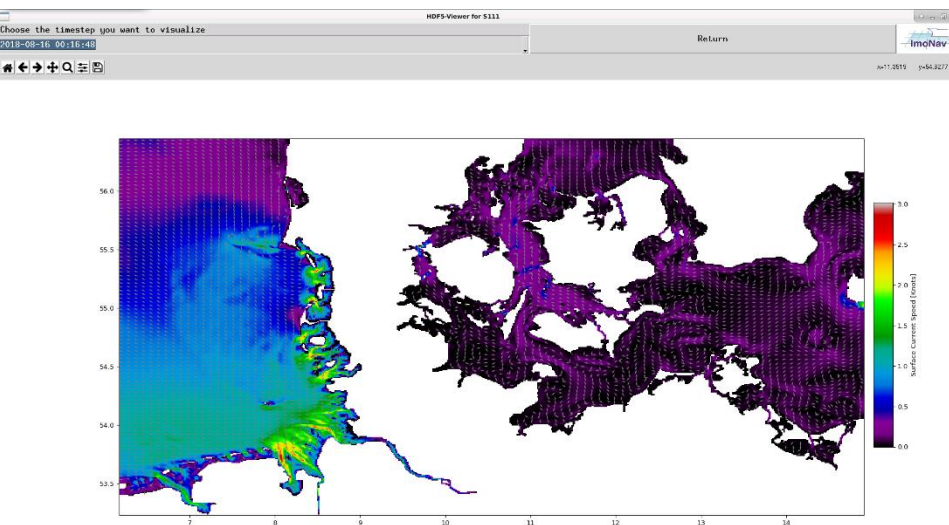 HDF5-Viewer for S111
Choose the timestep you want to visualize
2018-08-16 00:16:48
Return
ImoNav
x=11.8519 y=54.9277
56.0
55.5
55.0
54.5
54.0
53.5
7 8 9 10 11 12 13 14
3.0
2.5
2.0
1.5
1.0
0.5
0.0
Surface Current Speed [Knots]